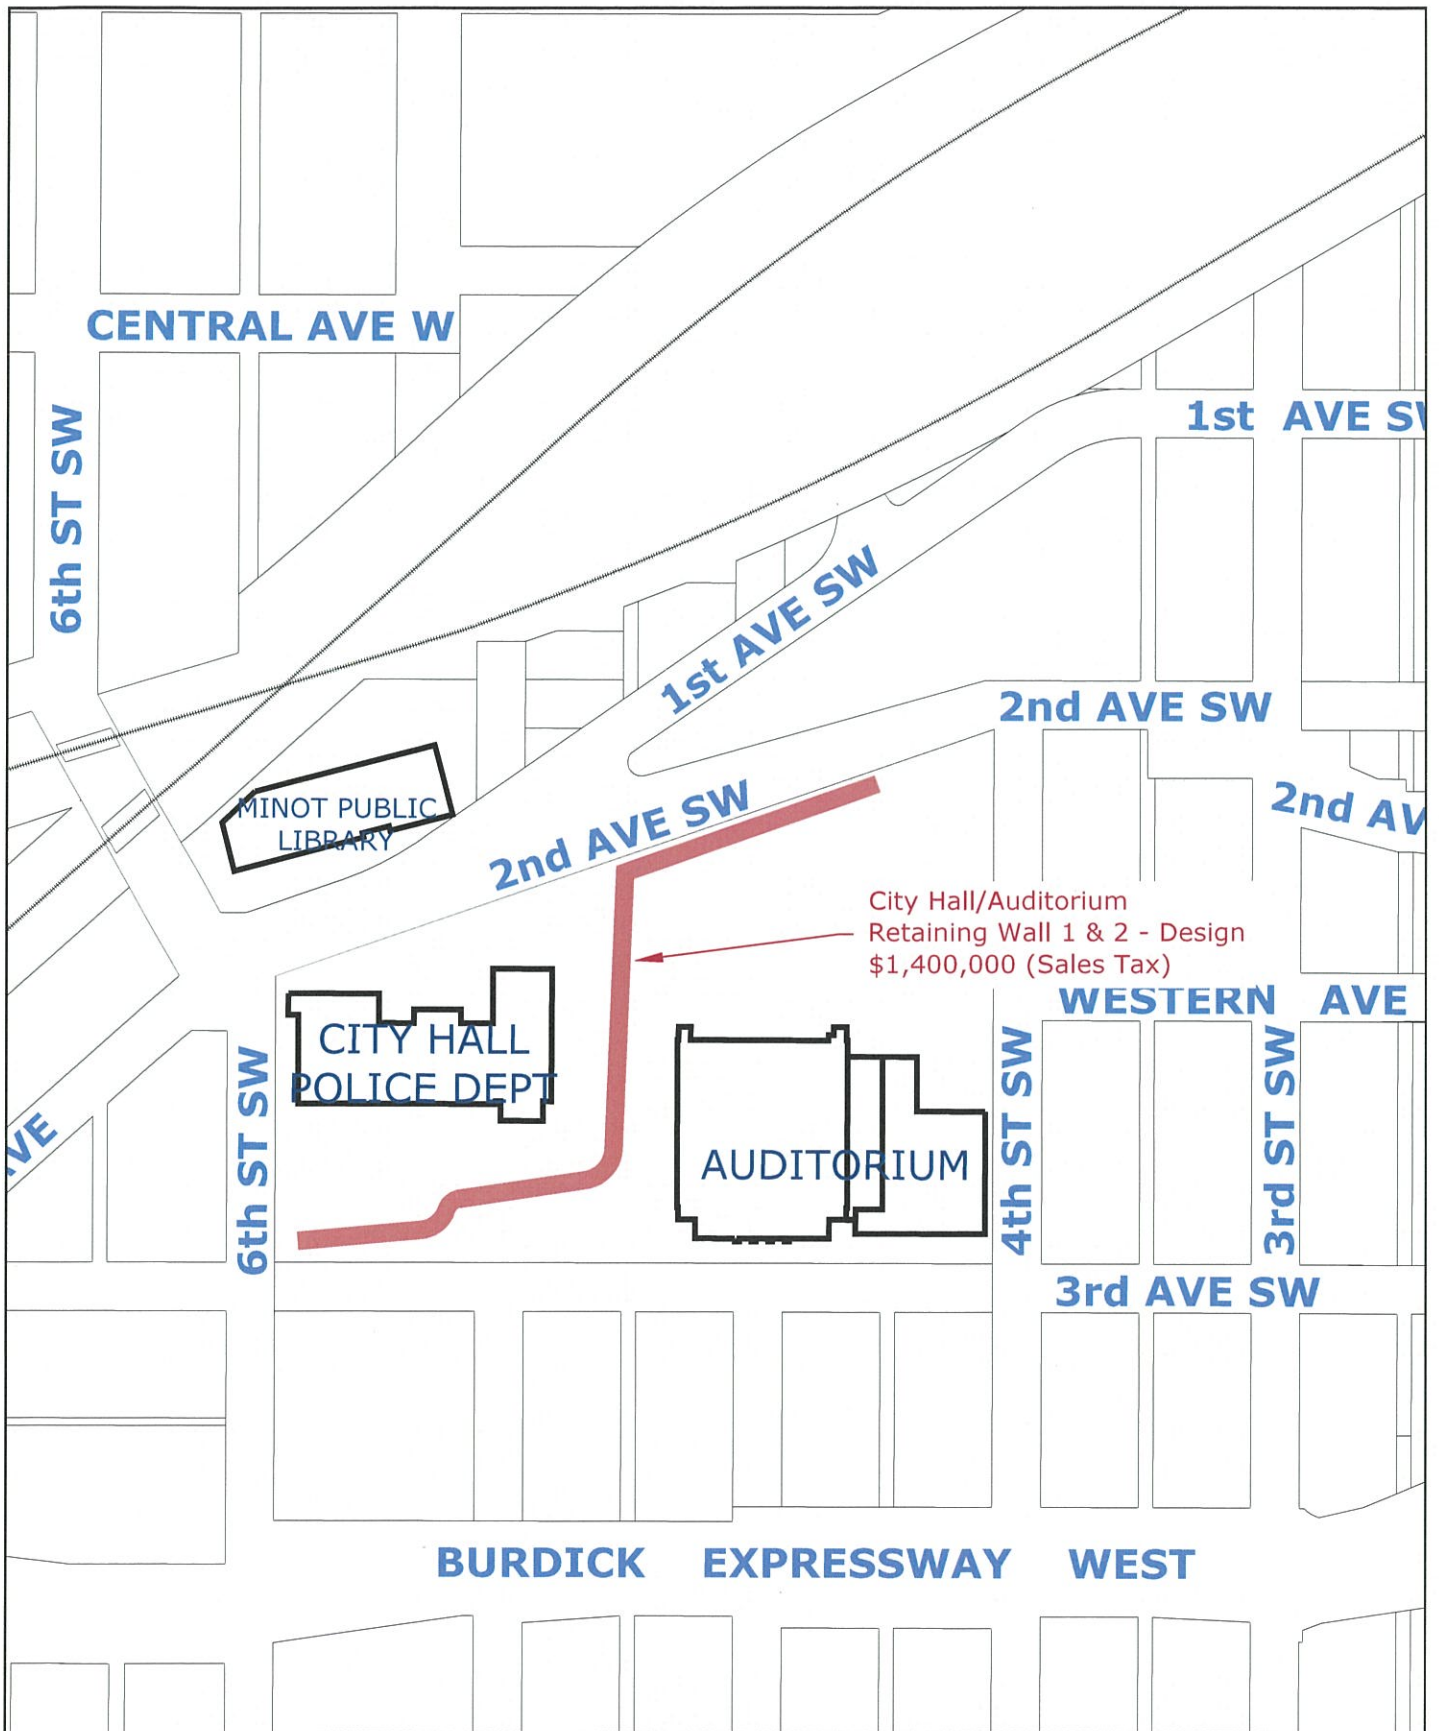 CENTRAL AVE W
6th ST SW
1st AVE SW
1st AVE SW
2nd AVE SW
MINOT PUBLIC
LIBRARY
2nd AVE SW
2nd AV
City Hall/Auditorium
Retaining Wall 1 & 2 - Design
$1,400,000 (Sales Tax)
WESTERN AVE
CITY HALL
POLICE DEPT
6th ST SW
AUDITORIUM
4th ST SW
3rd ST SW
AVE
3rd AVE SW
BURDICK EXPRESSWAY WEST